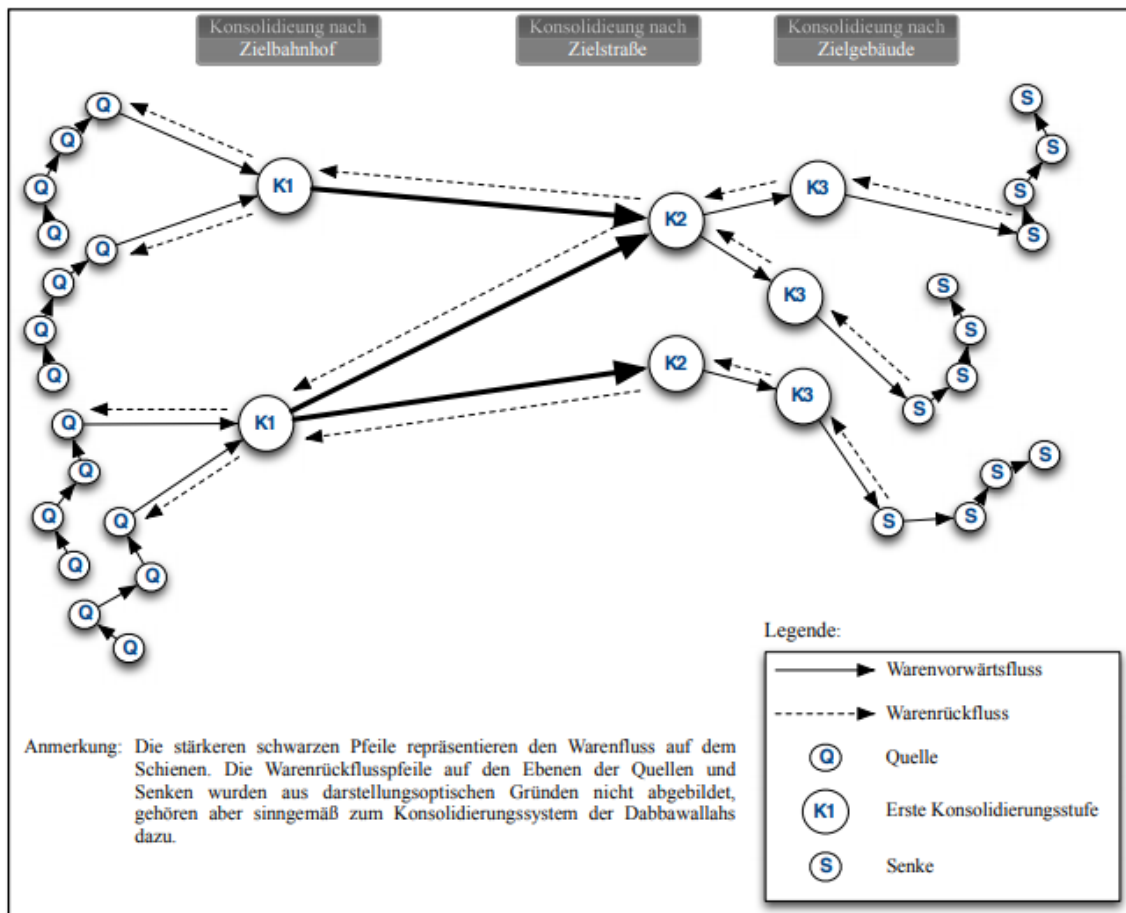 Konsolidieung nach
Zielbahnhof
Konsolidieung nach
Zielstraße
Konsolidieung nach
Zielgebäude
Q
Q
Q
Q
K1
Q
Q
Q
Q
K2
K3
S
S
S
S
K3
S
S
S
S
K1
K2
K3
Q
Q
Q
Q
Q
Q
Q
Q
S
S
S
S
Legende:
Warenvorwärtsfluss
Warenrückfluss
Q Quelle
K1 Erste Konsolidierungsstufe
S Senke
Anmerkung: Die stärkeren schwarzen Pfeile repräsentieren den Warenfluss auf dem
Schienen. Die Warenrückflusspfeile auf den Ebenen der Quellen und
Senken wurden aus darstellungsoptischen Gründen nicht abgebildet,
gehören aber sinngemäß zum Konsolidierungssystem der Dabbawallahs
dazu.